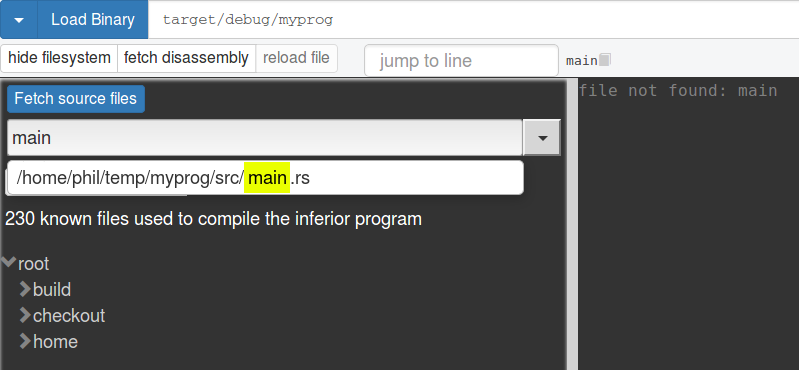 Load Binary target/debug/myprog
hide filesystem fetch disassembly reload file jump to line main
Fetch source files
file not found: main
main
/home/phil/temp/myprog/src/main.rs
230 known files used to compile the inferior program
root
build
checkout
home